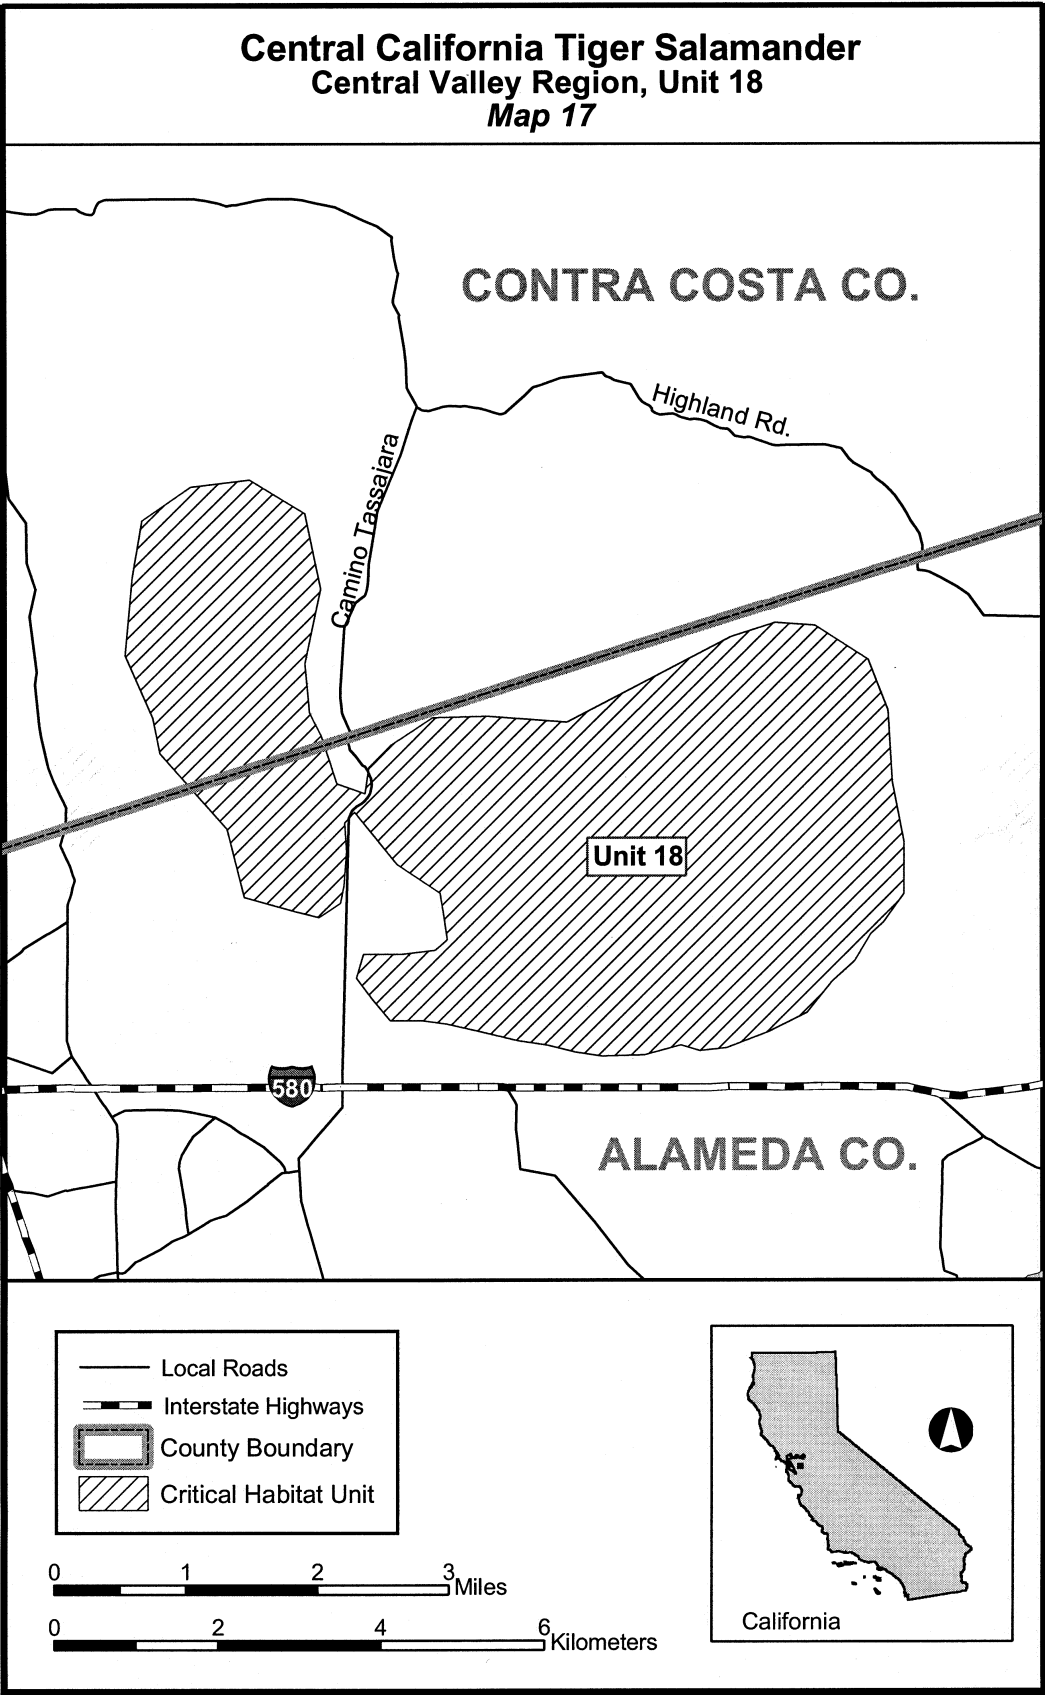 Central California Tiger Salamander
Central Valley Region, Unit 18
Map 17
CONTRA COSTA CO.
Highland Rd.
Camino Tassajara
Unit 18
580
ALAMEDA CO.
Local Roads
Interstate Highways
County Boundary
Critical Habitat Unit
0 1 2 3 Miles
0 2 4 6 Kilometers
California